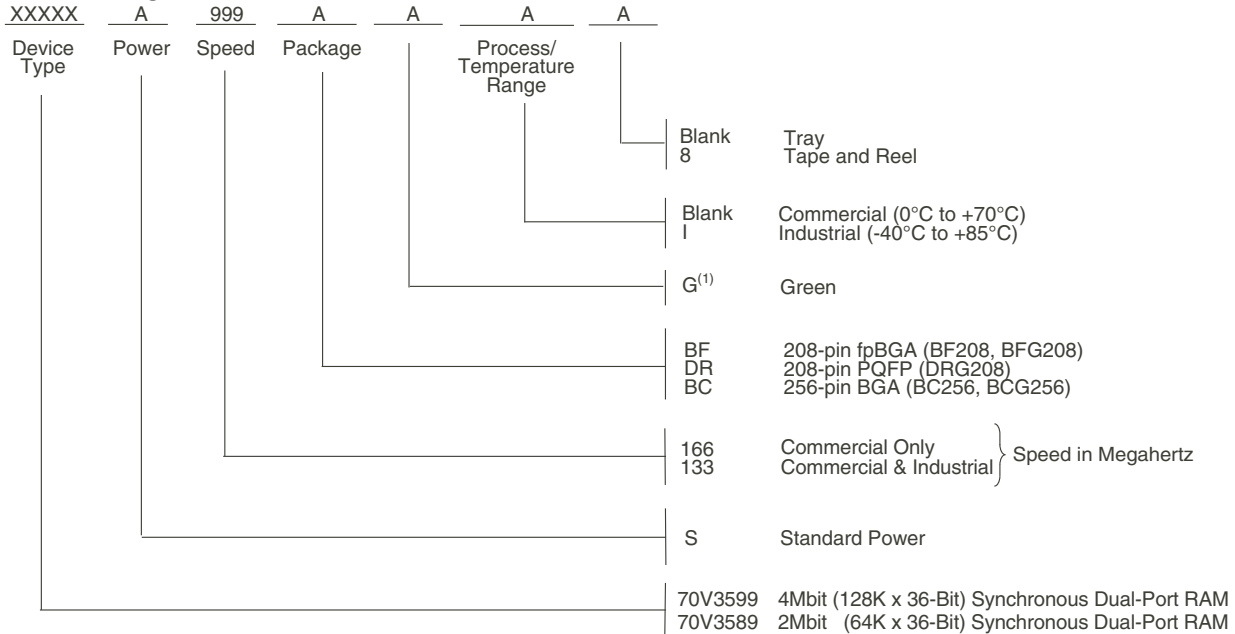 XXXXX A 999 A A A A
Device Type Power Speed Package Process/ Temperature Range
Blank Tray
8 Tape and Reel
Blank Commercial (0°C to +70°C)
I Industrial (-40°C to +85°C)
G(1) Green
BF 208-pin fpBGA (BF208, BFG208)
DR 208-pin PQFP (DRG208)
BC 256-pin BGA (BC256, BCG256)
166 Commercial Only
133 Commercial & Industrial
Speed in Megahertz
S Standard Power
70V3599 4Mbit (128K x 36-Bit) Synchronous Dual-Port RAM
70V3589 2Mbit (64K x 36-Bit) Synchronous Dual-Port RAM